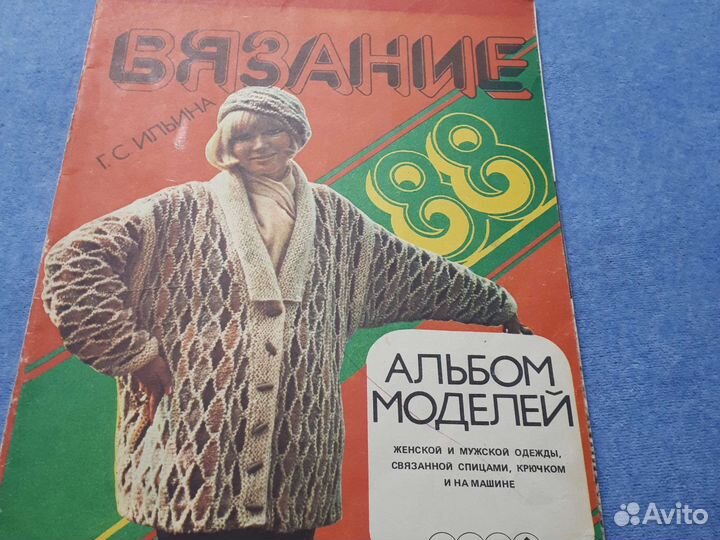 ВЯЗАНИЕ
Г.С ИЛЬИНА
88
АЛЬБОМ
МОДЕЛЕЙ
ЖЕНСКОЙ И МУЖСКОЙ ОДЕЖДЫ,
СВЯЗАННОЙ СПИЦАМИ, КРЮЧКОМ
И НА МАШИНЕ
Avito